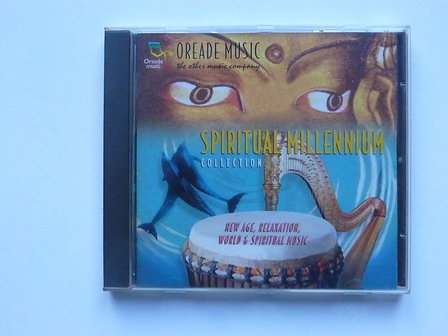 Oreade
music
OREADE MUSIC
the other music company
SPIRITUAL MILLENNIUM
COLLECTION
NEW AGE, RELAXATION,
WORLD & SPIRITUAL MUSIC